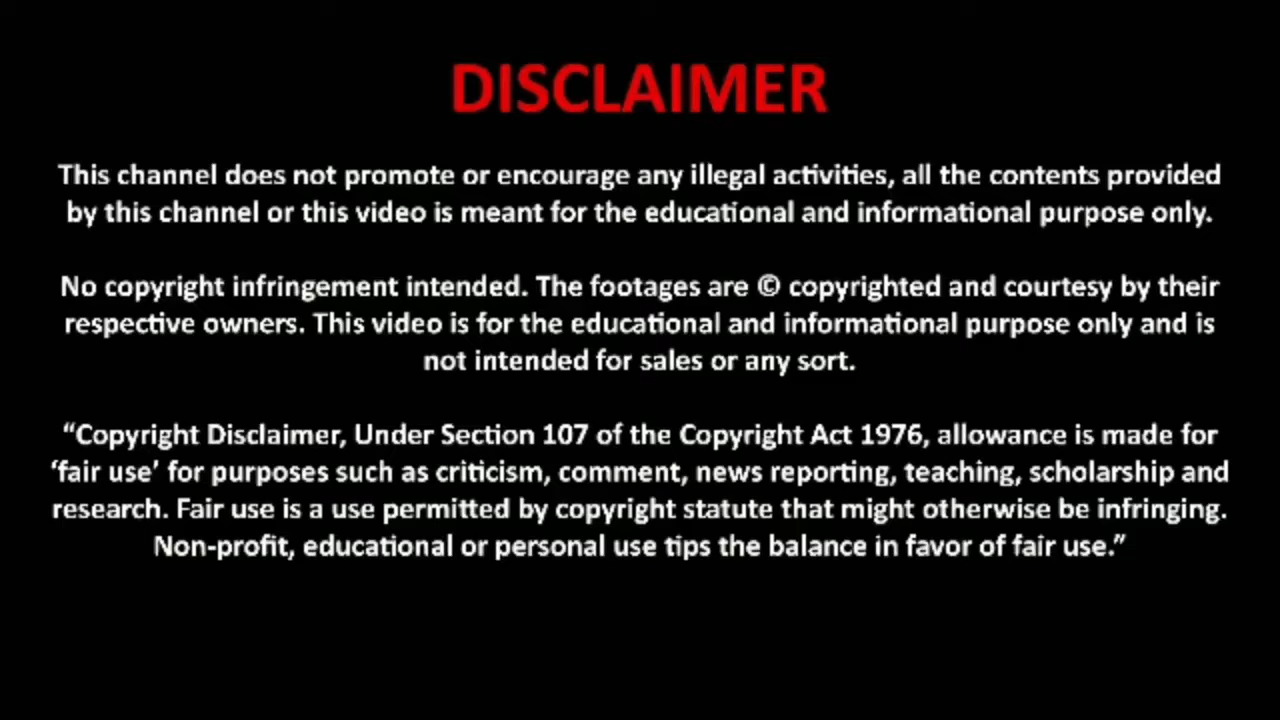 DISCLAIMER
This channel does not promote or encourage any illegal activities, all the contents provided
by this channel or this video is meant for the educational and informational purpose only.
No copyright infringement intended. The footages are © copyrighted and courtesy by their
respective owners. This video is for the educational and informational purpose only and is
not intended for sales or any sort.
“Copyright Disclaimer, Under Section 107 of the Copyright Act 1976, allowance is made for
‘fair use’ for purposes such as criticism, comment, news reporting, teaching, scholarship and
research. Fair use is a use permitted by copyright statute that might otherwise be infringing.
Non-profit, educational or personal use tips the balance in favor of fair use.”